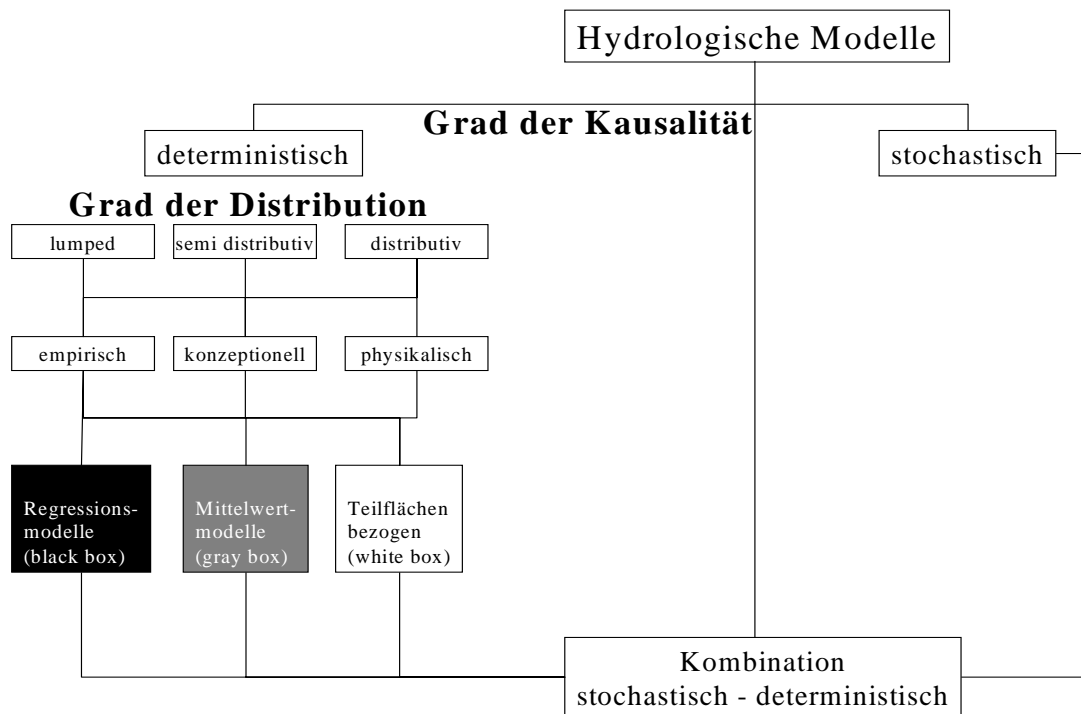 Hydrologische Modelle
Grad der Kausalität
deterministisch
stochastisch
Grad der Distribution
lumped
semi distributiv
distributiv
empirisch
konzeptionell
physikalisch
Regressions-
modelle
(black box)
Mittelwert-
modelle
(gray box)
Teilflächen
bezogen
(white box)
Kombination
stochastisch - deterministisch